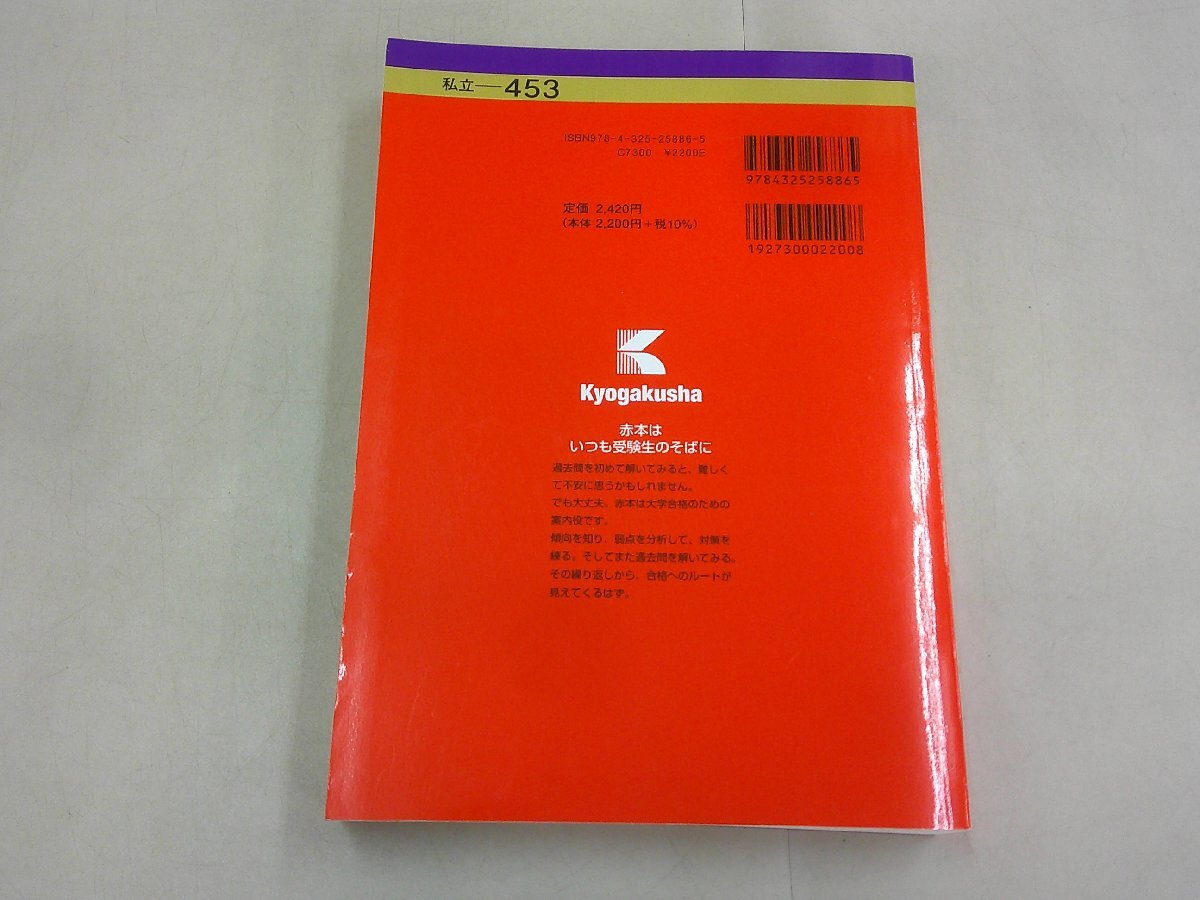 私立―453
ISBN978-4-325-25886-5
C7300 ¥2200E
9784325258865
定価 2,420円
(本体 2,200円+税10%)
1927300022008
Kyogakusha
赤本は
いつも受験生のそばに
過去問を初めて解いてみると、難しく
て不安に思うかもしれません。
でも大丈夫。赤本は大学合格のための
案内役です。
傾向を知り、弱点を分析して、対策を
練る。そしてまた過去問を解いてみる。
その繰り返しから、合格へのルートが
見えてくるはず。